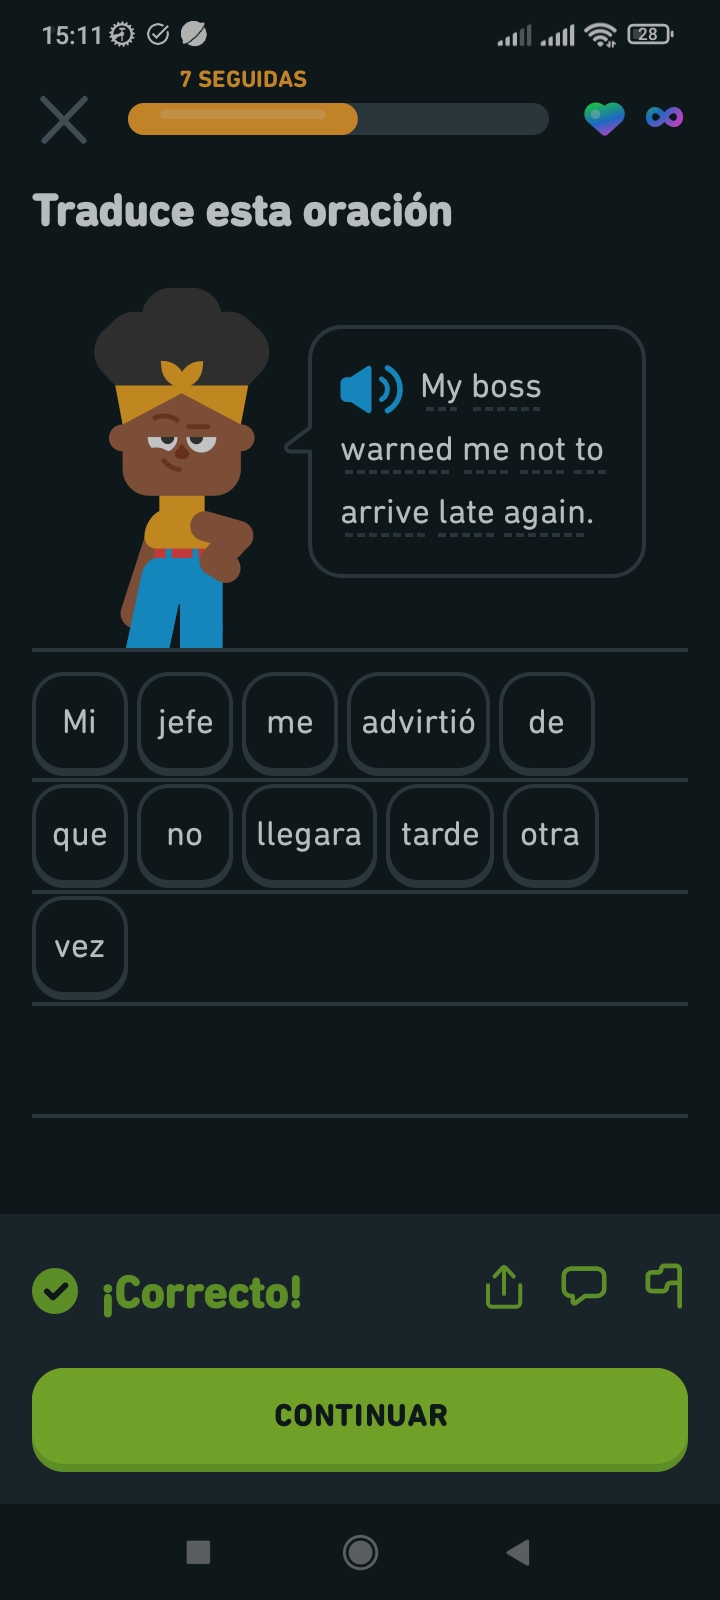 15:11 28
7 SEGUIDAS
Traduce esta oración
My boss
warned me not to
arrive late again.
Mi jefe me advirtió de
que no llegara tarde otra
vez
¡Correcto!
CONTINUAR